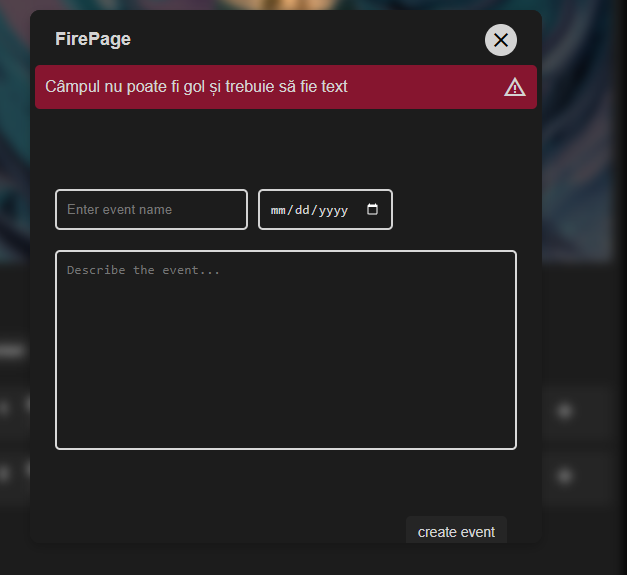 FirePage
Câmpul nu poate fi gol și trebuie să fie text
Enter event name
mm/dd/yyyy
Describe the event...
create event